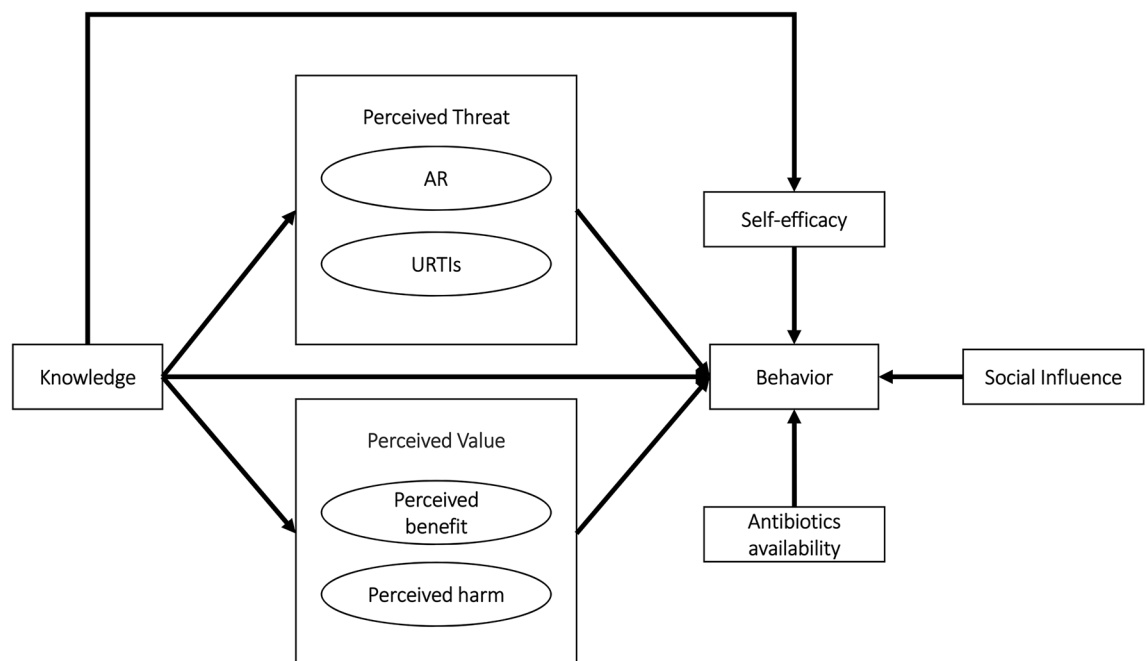 Perceived Threat
AR
URTIs
Self-efficacy
Knowledge
Behavior
Social Influence
Perceived Value
Perceived
benefit
Perceived harm
Antibiotics
availability